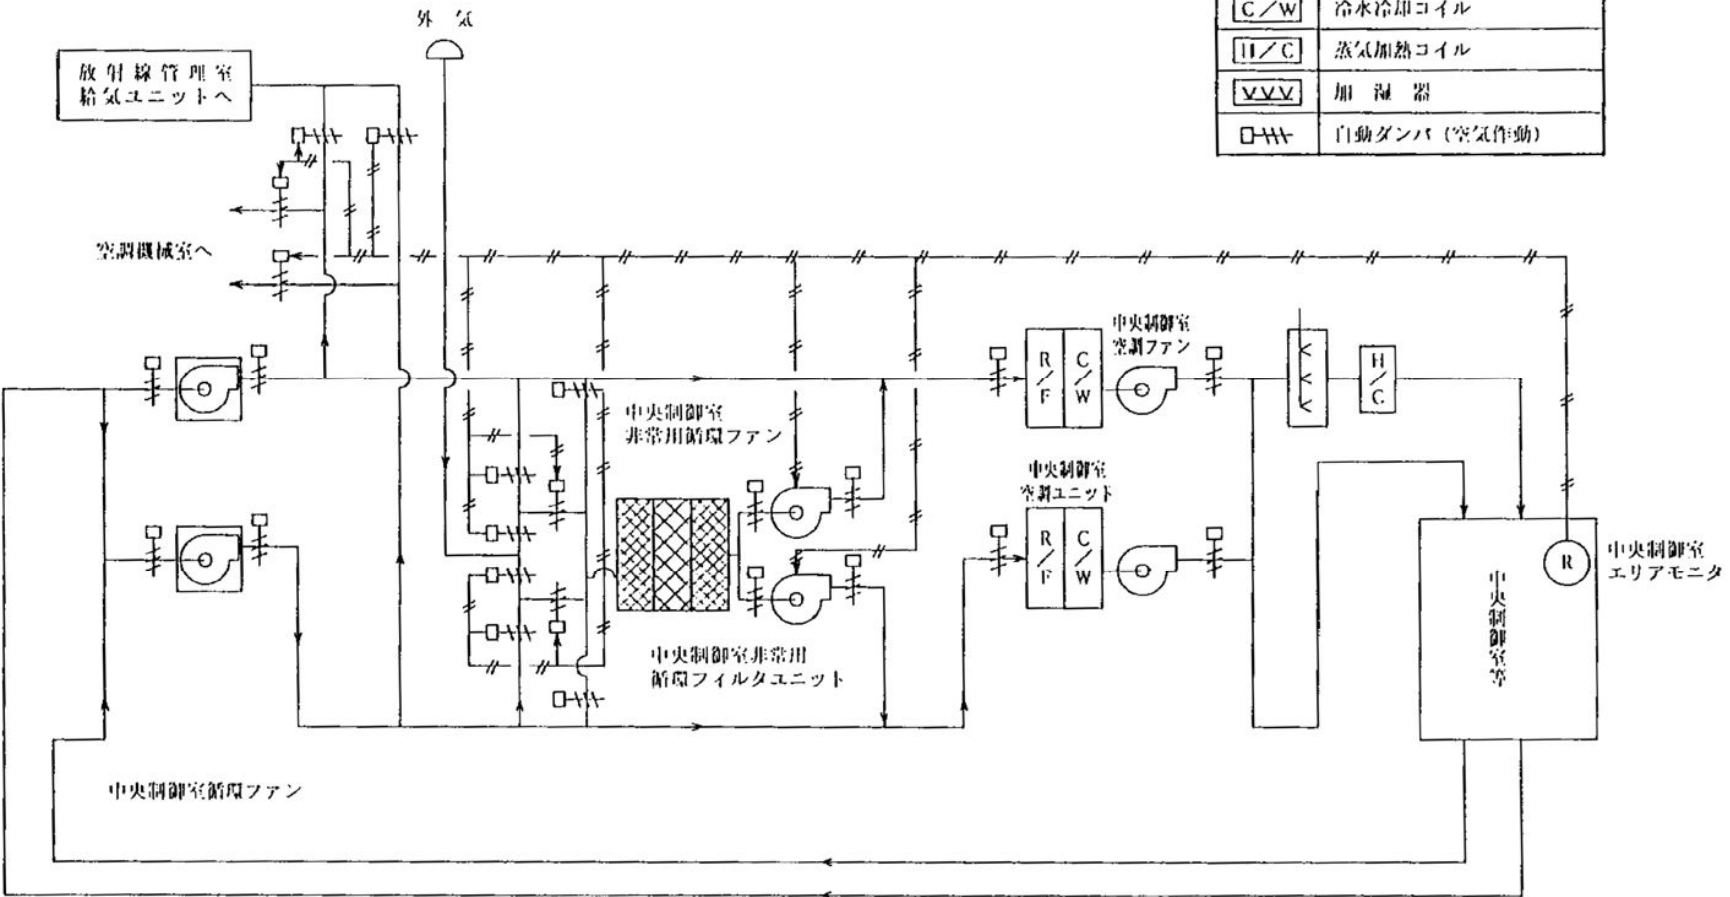 外気
放射線管理室
給気ユニットへ
C/W 冷水冷却コイル
H/C 蒸気加熱コイル
加湿器
自動ダンパ (空気作動)
空調機械室へ
中央制御室
空調ファン
R/F
C/W
H/C
中央制御室
非常用循環ファン
中央制御室
空調ユニット
R/F
C/W
R
中央制御室
エリアモニタ
中央制御室等
中央制御室非常用
循環フィルタユニット
中央制御室循環ファン